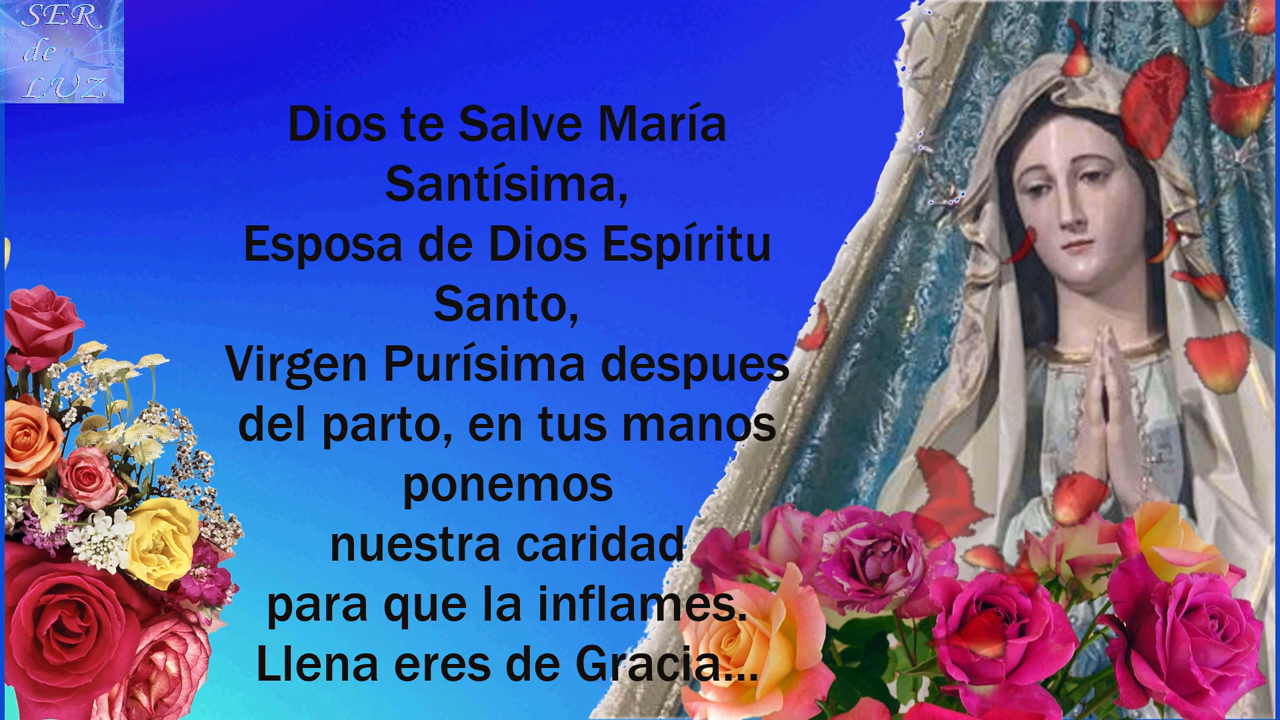 SER
de
LUZ
Dios te Salve María
Santísima,
Esposa de Dios Espíritu
Santo,
Virgen Purísima despues
del parto, en tus manos
ponemos
nuestra caridad
para que la inflames.
Llena eres de Gracia...